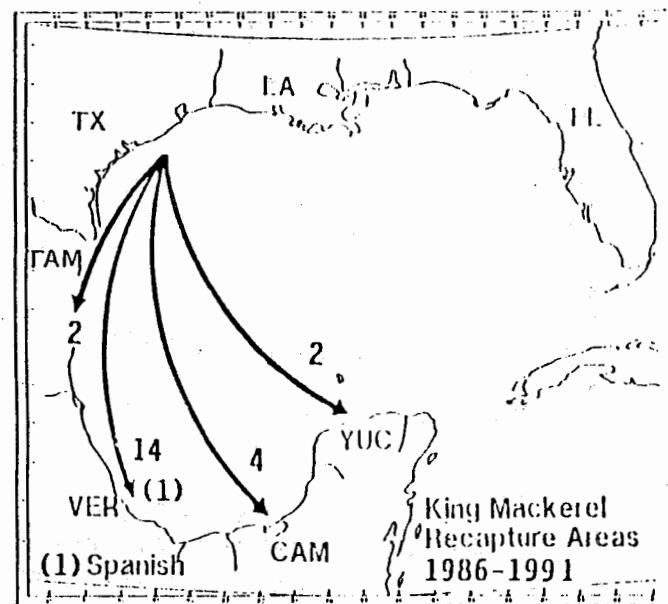 LA
TX
FL
TAM
2
2
14
4
YUC
VER
(1)
King Mackerel
Recapture Areas
1986-1991
CAM
(1) Spanish